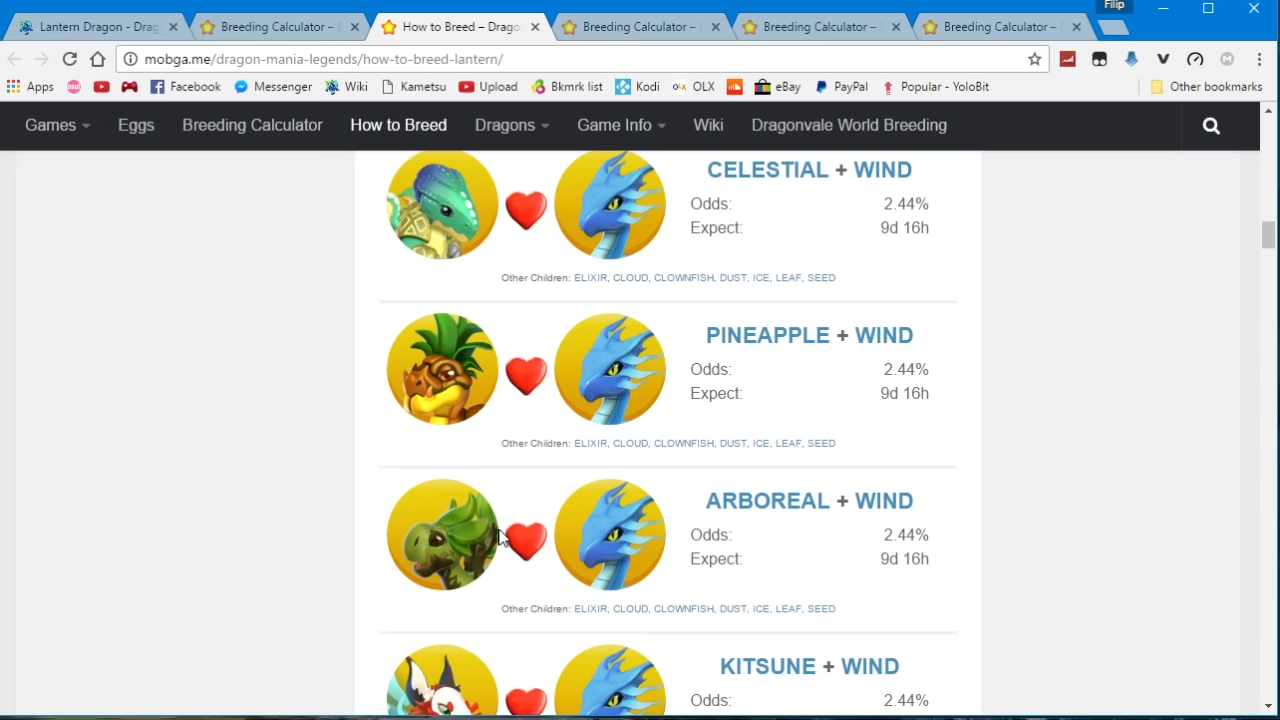 Filip
Lantern Dragon - Drag
Breeding Calculator – D
How to Breed – Drago
Breeding Calculator –
Breeding Calculator –
Breeding Calculator –
mobga.me/dragon-mania-legends/how-to-breed-lantern/
Apps osu! Facebook Messenger Wiki Kametsu Upload Bkmrk list Kodi OLX eBay PayPal Popular - YoloBit Other bookmarks
Games Eggs Breeding Calculator How to Breed Dragons Game Info Wiki Dragonvale World Breeding
CELESTIAL + WIND
Odds: 2.44%
Expect: 9d 16h
Other Children: ELIXIR, CLOUD, CLOWNFISH, DUST, ICE, LEAF, SEED
PINEAPPLE + WIND
Odds: 2.44%
Expect: 9d 16h
Other Children: ELIXIR, CLOUD, CLOWNFISH, DUST, ICE, LEAF, SEED
ARBOREAL + WIND
Odds: 2.44%
Expect: 9d 16h
Other Children: ELIXIR, CLOUD, CLOWNFISH, DUST, ICE, LEAF, SEED
KITSUNE + WIND
Odds: 2.44%